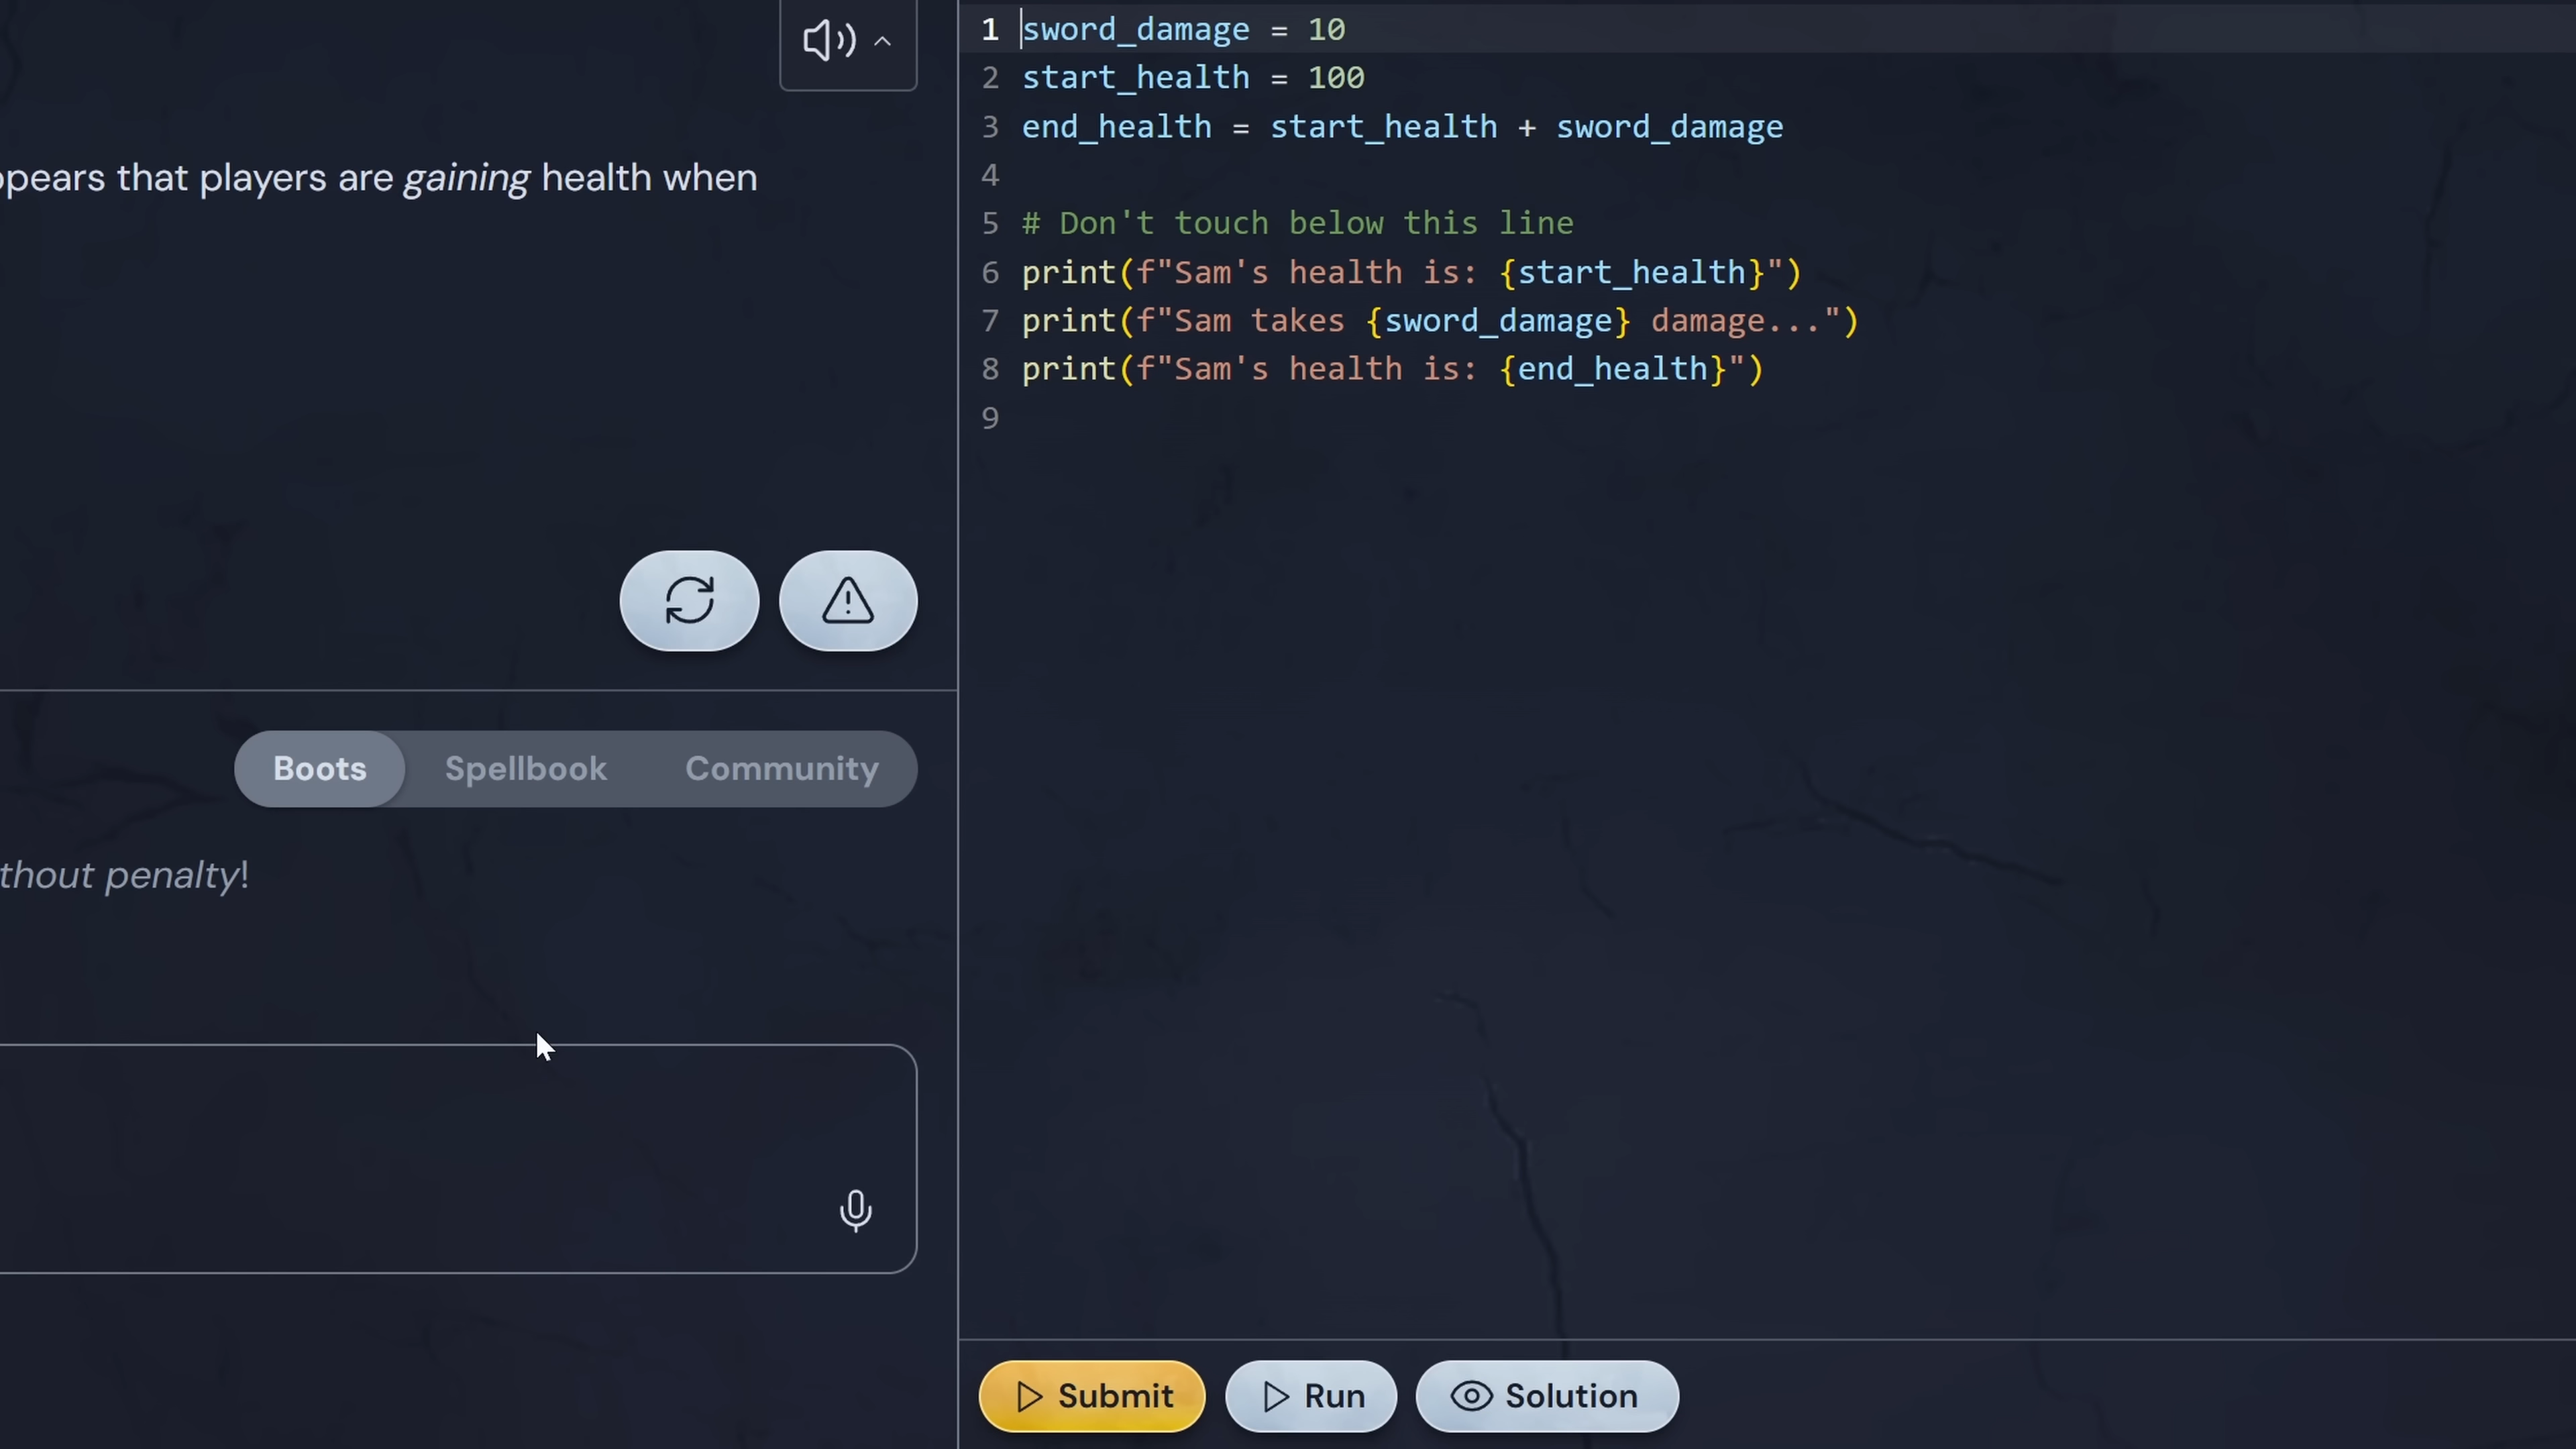 ppears that players are gaining health when
Boots Spellbook Community
thout penalty!
1 sword_damage = 10
2 start_health = 100
3 end_health = start_health + sword_damage
4
5 # Don't touch below this line
6 print(f"Sam's health is: {start_health}")
7 print(f"Sam takes {sword_damage} damage...")
8 print(f"Sam's health is: {end_health}")
9
Submit Run Solution